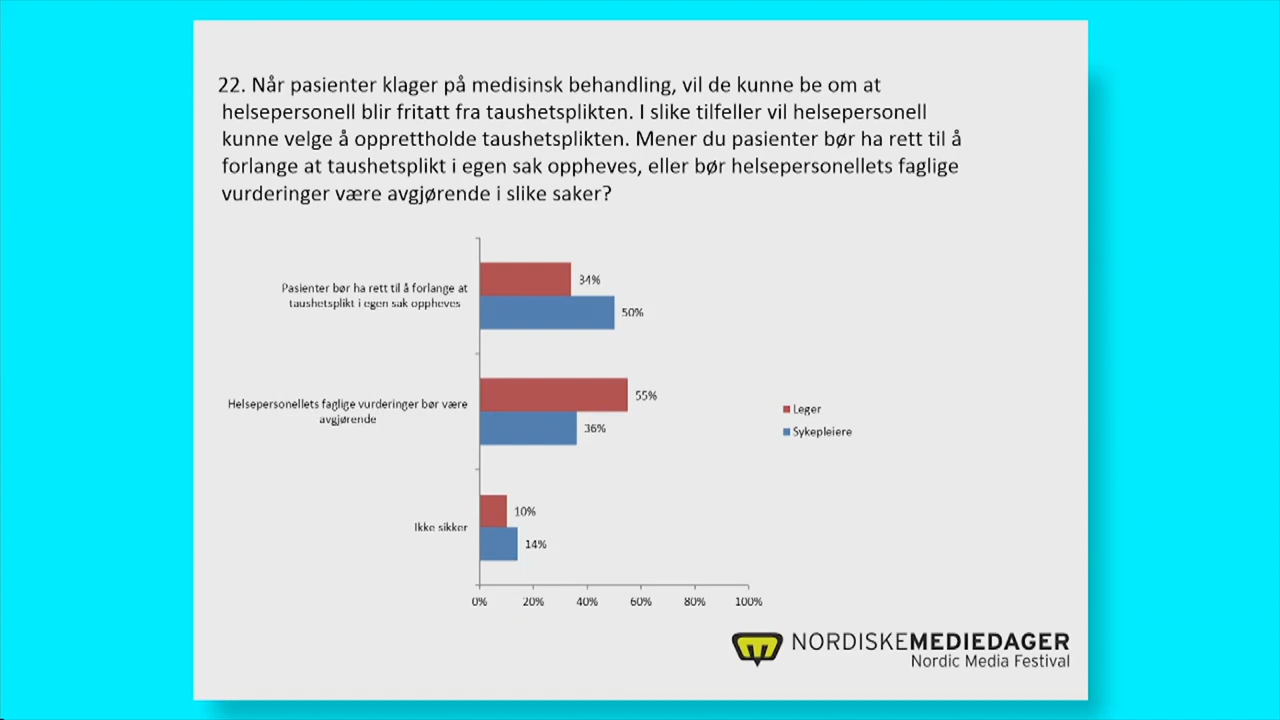 22. Når pasienter klager på medisinsk behandling, vil de kunne be om at
helsepersonell blir fritatt fra taushetsplikten. I slike tilfeller vil helsepersonell
kunne velge å opprettholde taushetsplikten. Mener du pasienter bør ha rett til å
forlange at taushetsplikt i egen sak oppheves, eller bør helsepersonellets faglige
vurderinger være avgjørende i slike saker?
Pasienter bør ha rett til å forlange at
taushetsplikt i egen sak oppheves
34%
50%
Helsepersonellets faglige vurderinger bør være
avgjørende
55%
36%
Ikke sikker
10%
14%
0% 20% 40% 60% 80% 100%
Leger
Sykepleiere
NORDISKEMEDIEDAGER
Nordic Media Festival